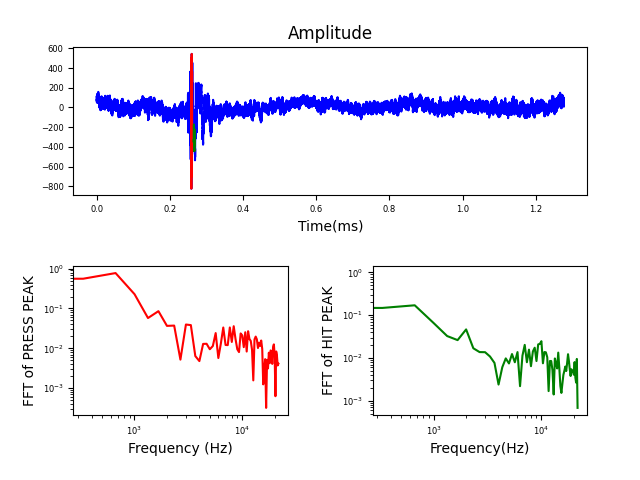 Amplitude
600
400
200
0
−200
−400
−600
−800
0.0 0.2 0.4 0.6 0.8 1.0 1.2
Time(ms)
FFT of PRESS PEAK
10⁰
10⁻¹
10⁻²
10⁻³
10³ 10⁴
Frequency (Hz)
FFT of HIT PEAK
10⁰
10⁻¹
10⁻²
10⁻³
10³ 10⁴
Frequency(Hz)